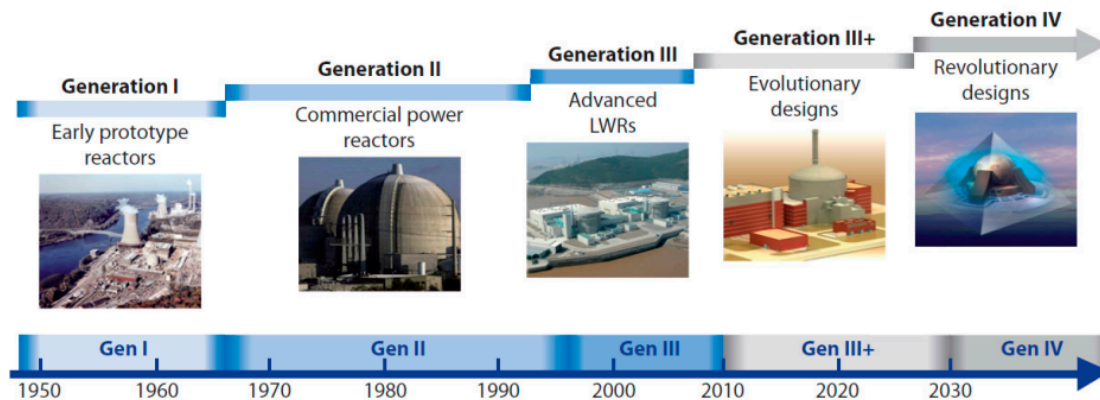 Generation I
Early prototype
reactors
Generation II
Commercial power
reactors
Generation III
Advanced
LWRs
Generation III+
Evolutionary
designs
Generation IV
Revolutionary
designs
Gen I
Gen II
Gen III
Gen III+
Gen IV
1950
1960
1970
1980
1990
2000
2010
2020
2030